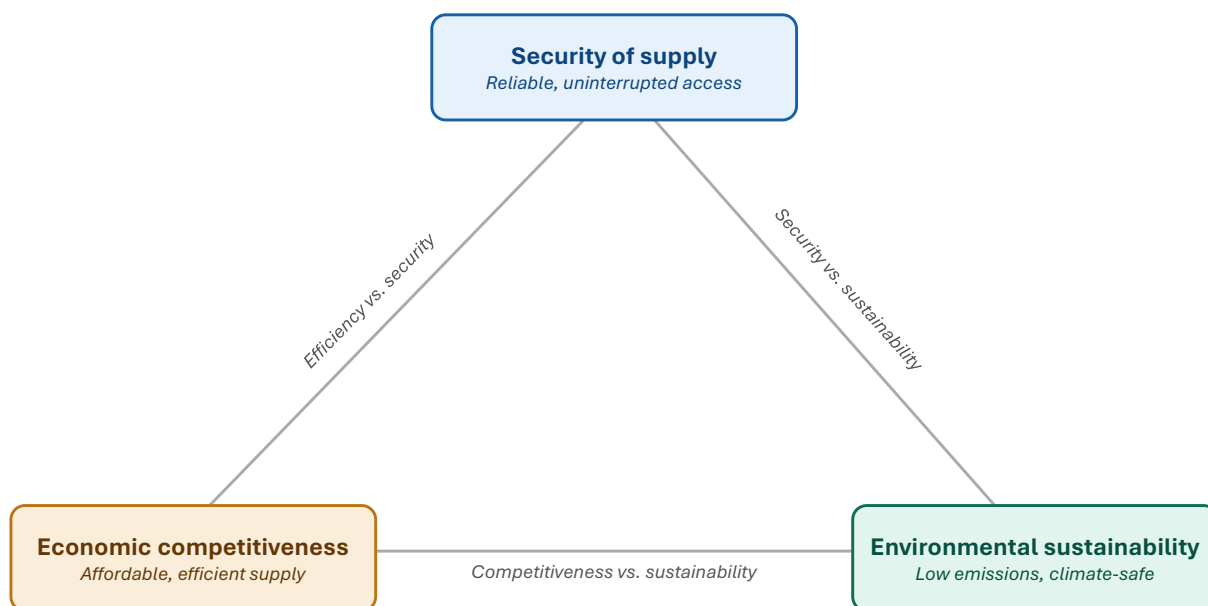 Security of supply
Reliable, uninterrupted access
Efficiency vs. security
Security vs. sustainability
Economic competitiveness
Affordable, efficient supply
Competitiveness vs. sustainability
Environmental sustainability
Low emissions, climate-safe